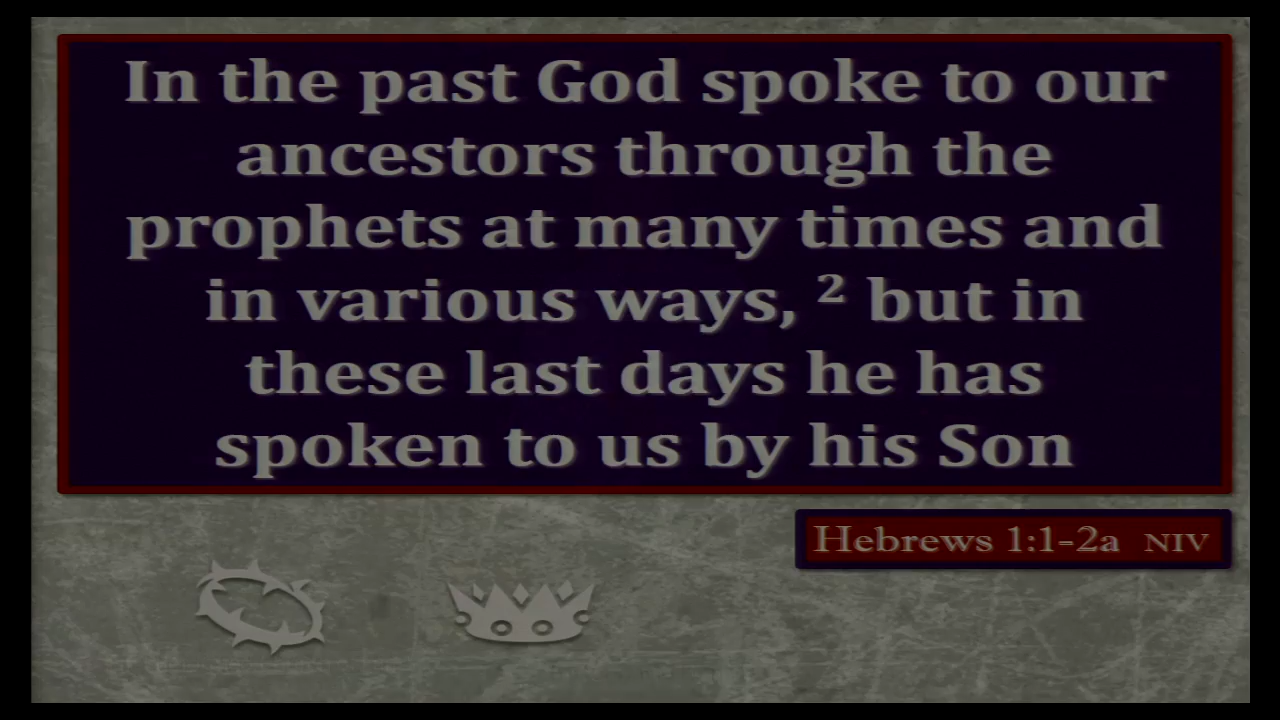 In the past God spoke to our
ancestors through the
prophets at many times and
in various ways, ² but in
these last days he has
spoken to us by his Son
Hebrews 1:1-2a NIV